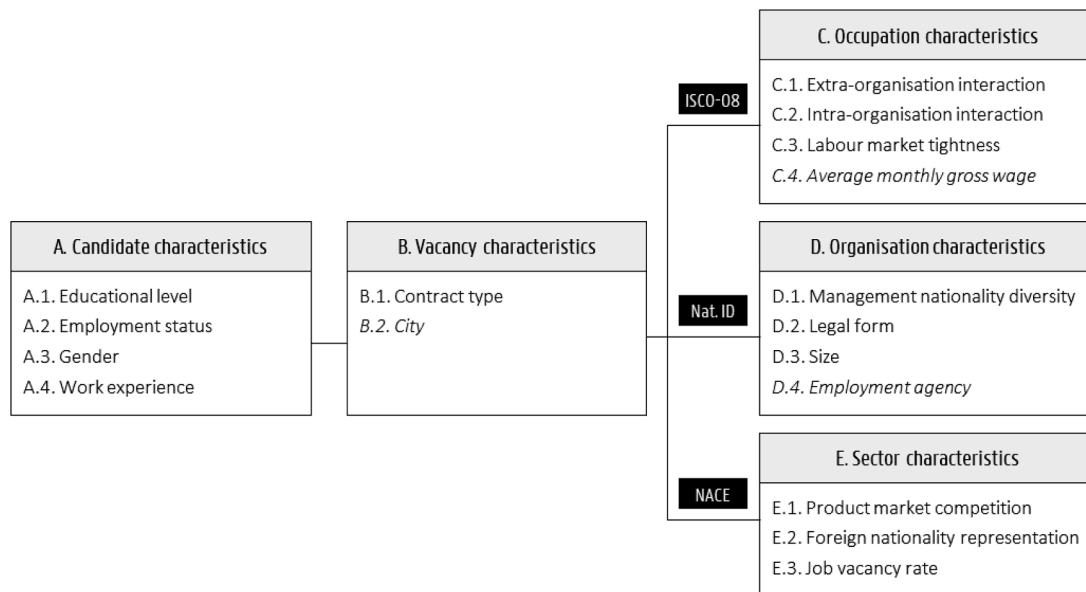 A. Candidate characteristics
A.1. Educational level
A.2. Employment status
A.3. Gender
A.4. Work experience
B. Vacancy characteristics
B.1. Contract type
B.2. City
ISCO-08
C. Occupation characteristics
C.1. Extra-organisation interaction
C.2. Intra-organisation interaction
C.3. Labour market tightness
C.4. Average monthly gross wage
Nat. ID
D. Organisation characteristics
D.1. Management nationality diversity
D.2. Legal form
D.3. Size
D.4. Employment agency
NACE
E. Sector characteristics
E.1. Product market competition
E.2. Foreign nationality representation
E.3. Job vacancy rate